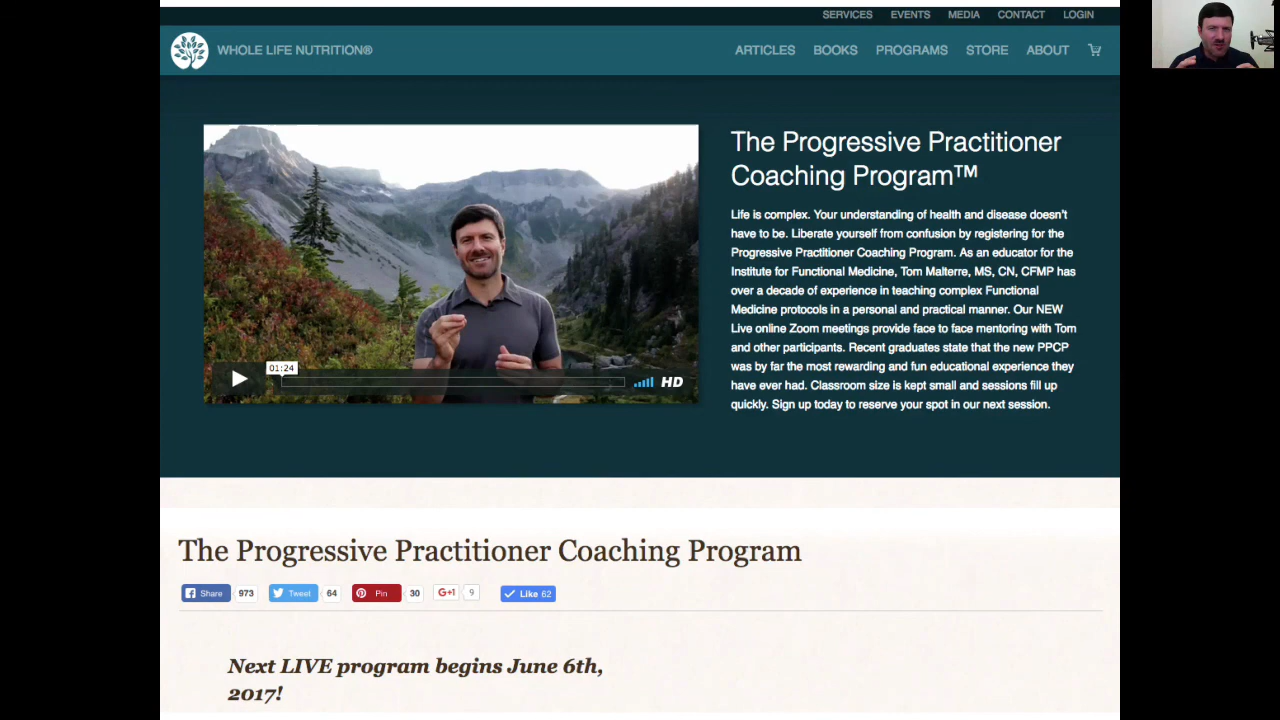 SERVICES EVENTS MEDIA CONTACT LOGIN
WHOLE LIFE NUTRITION®
ARTICLES BOOKS PROGRAMS STORE ABOUT
01:24
HD
The Progressive Practitioner
Coaching Program™
Life is complex. Your understanding of health and disease doesn't
have to be. Liberate yourself from confusion by registering for the
Progressive Practitioner Coaching Program. As an educator for the
Institute for Functional Medicine, Tom Malterre, MS, CN, CFMP has
over a decade of experience in teaching complex Functional
Medicine protocols in a personal and practical manner. Our NEW
Live online Zoom meetings provide face to face mentoring with Tom
and other participants. Recent graduates state that the new PPCP
was by far the most rewarding and fun educational experience they
have ever had. Classroom size is kept small and sessions fill up
quickly. Sign up today to reserve your spot in our next session.
The Progressive Practitioner Coaching Program
Share 973 Tweet 64 Pin 30 G+1 9 Like 62
Next LIVE program begins June 6th,
2017!